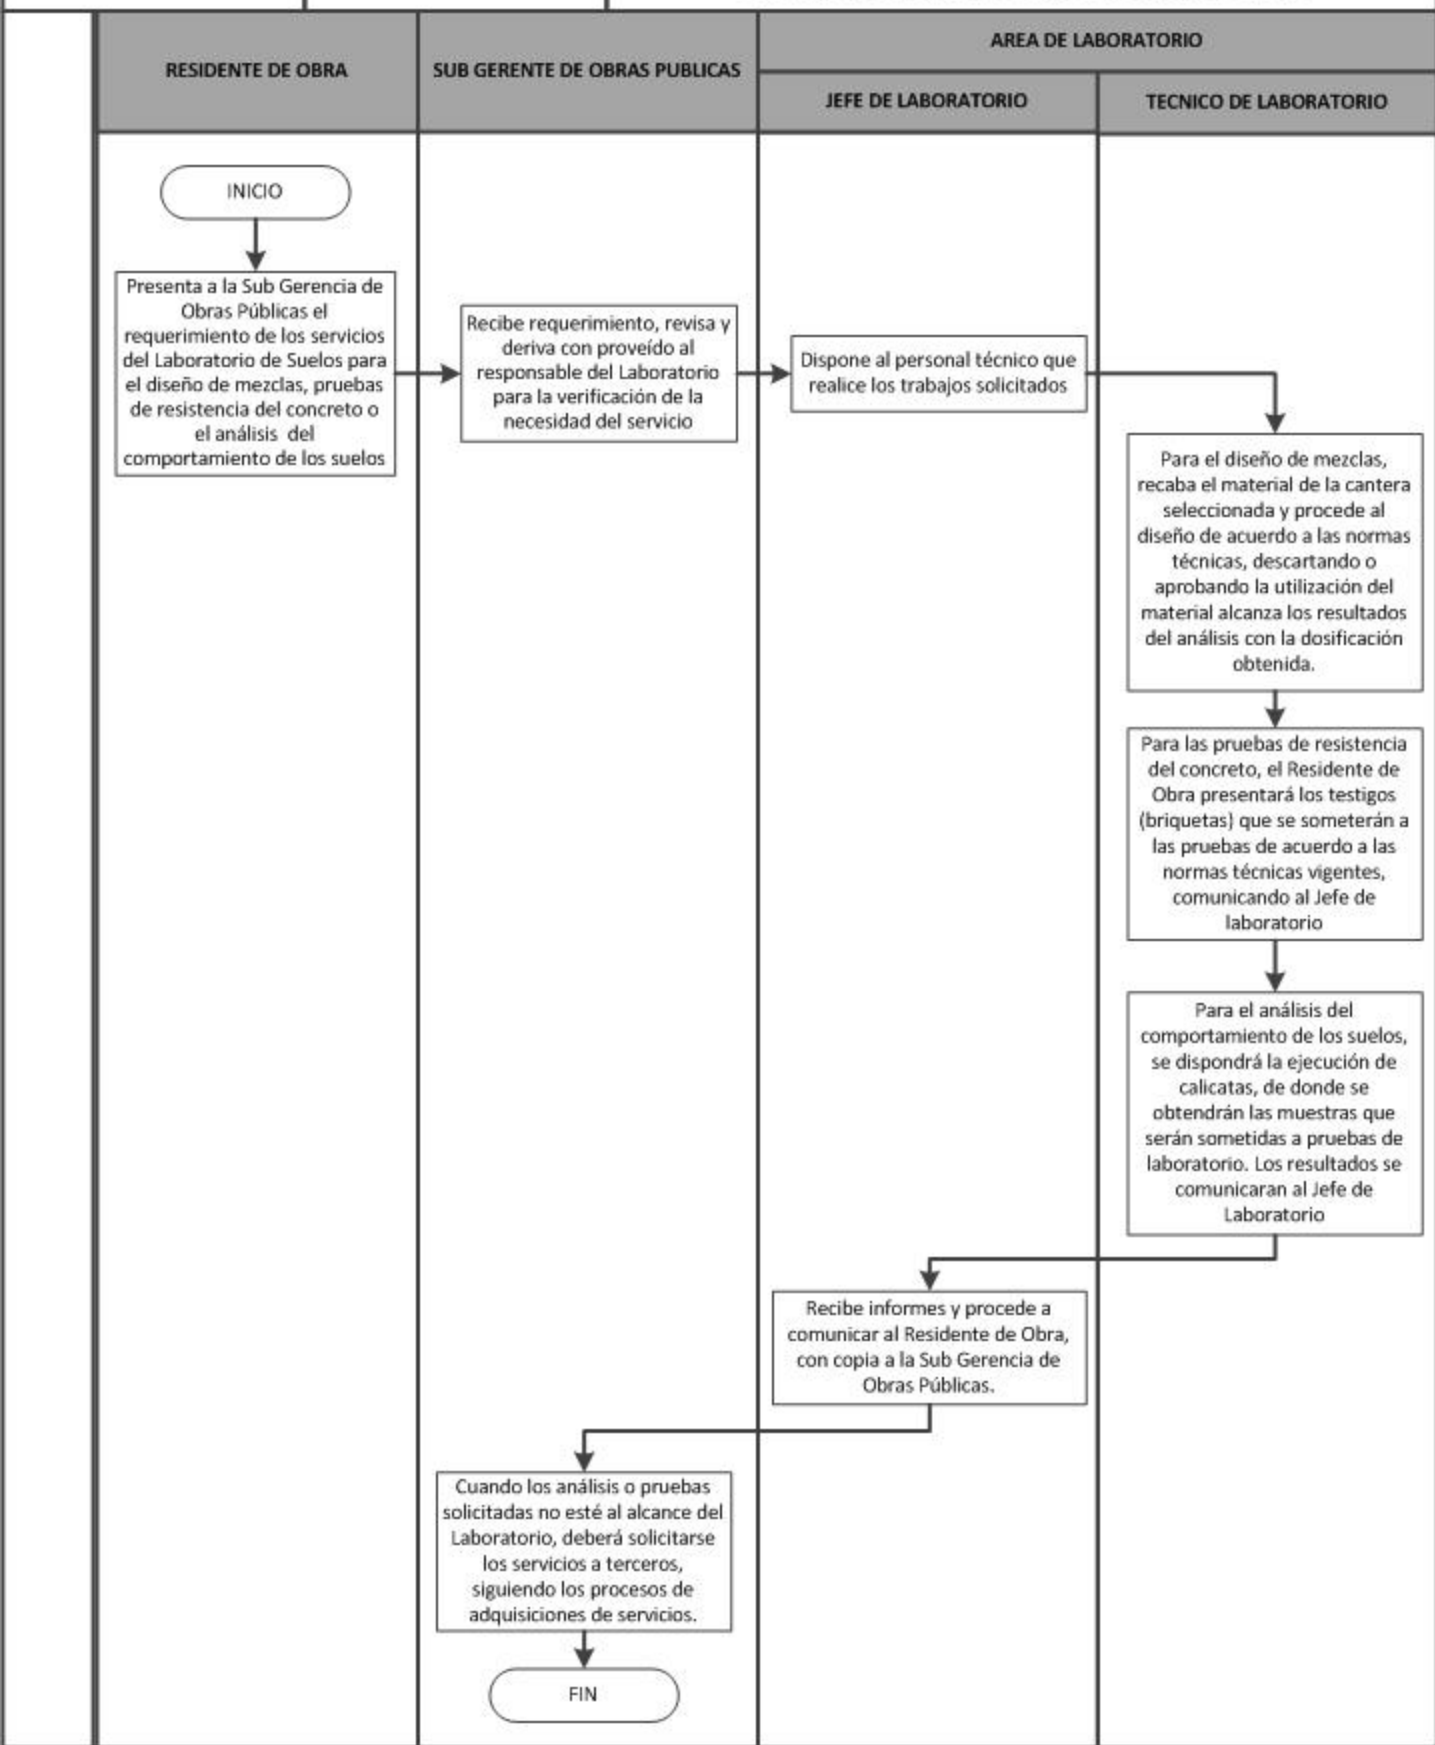 AREA DE LABORATORIO
RESIDENTE DE OBRA
SUB GERENTE DE OBRAS PUBLICAS
JEFE DE LABORATORIO
TECNICO DE LABORATORIO
INICIO
Presenta a la Sub Gerencia de
Obras Públicas el
requerimiento de los servicios
del Laboratorio de Suelos para
el diseño de mezclas, pruebas
de resistencia del concreto o
el análisis del
comportamiento de los suelos
Recibe requerimiento, revisa y
deriva con proveído al
responsable del Laboratorio
para la verificación de la
necesidad del servicio
Dispone al personal técnico que
realice los trabajos solicitados
Para el diseño de mezclas,
recaba el material de la cantera
seleccionada y procede al
diseño de acuerdo a las normas
técnicas, descartando o
aprobando la utilización del
material alcanza los resultados
del análisis con la dosificación
obtenida.
Para las pruebas de resistencia
del concreto, el Residente de
Obra presentará los testigos
(briquetas) que se someterán a
las pruebas de acuerdo a las
normas técnicas vigentes,
comunicando al Jefe de
laboratorio
Para el análisis del
comportamiento de los suelos,
se dispondrá la ejecución de
calicatas, de donde se
obtendrán las muestras que
serán sometidas a pruebas de
laboratorio. Los resultados se
comunicaran al Jefe de
Laboratorio
Recibe informes y procede a
comunicar al Residente de Obra,
con copia a la Sub Gerencia de
Obras Públicas.
Cuando los análisis o pruebas
solicitadas no esté al alcance del
Laboratorio, deberá solicitarse
los servicios a terceros,
siguiendo los procesos de
adquisiciones de servicios.
FIN